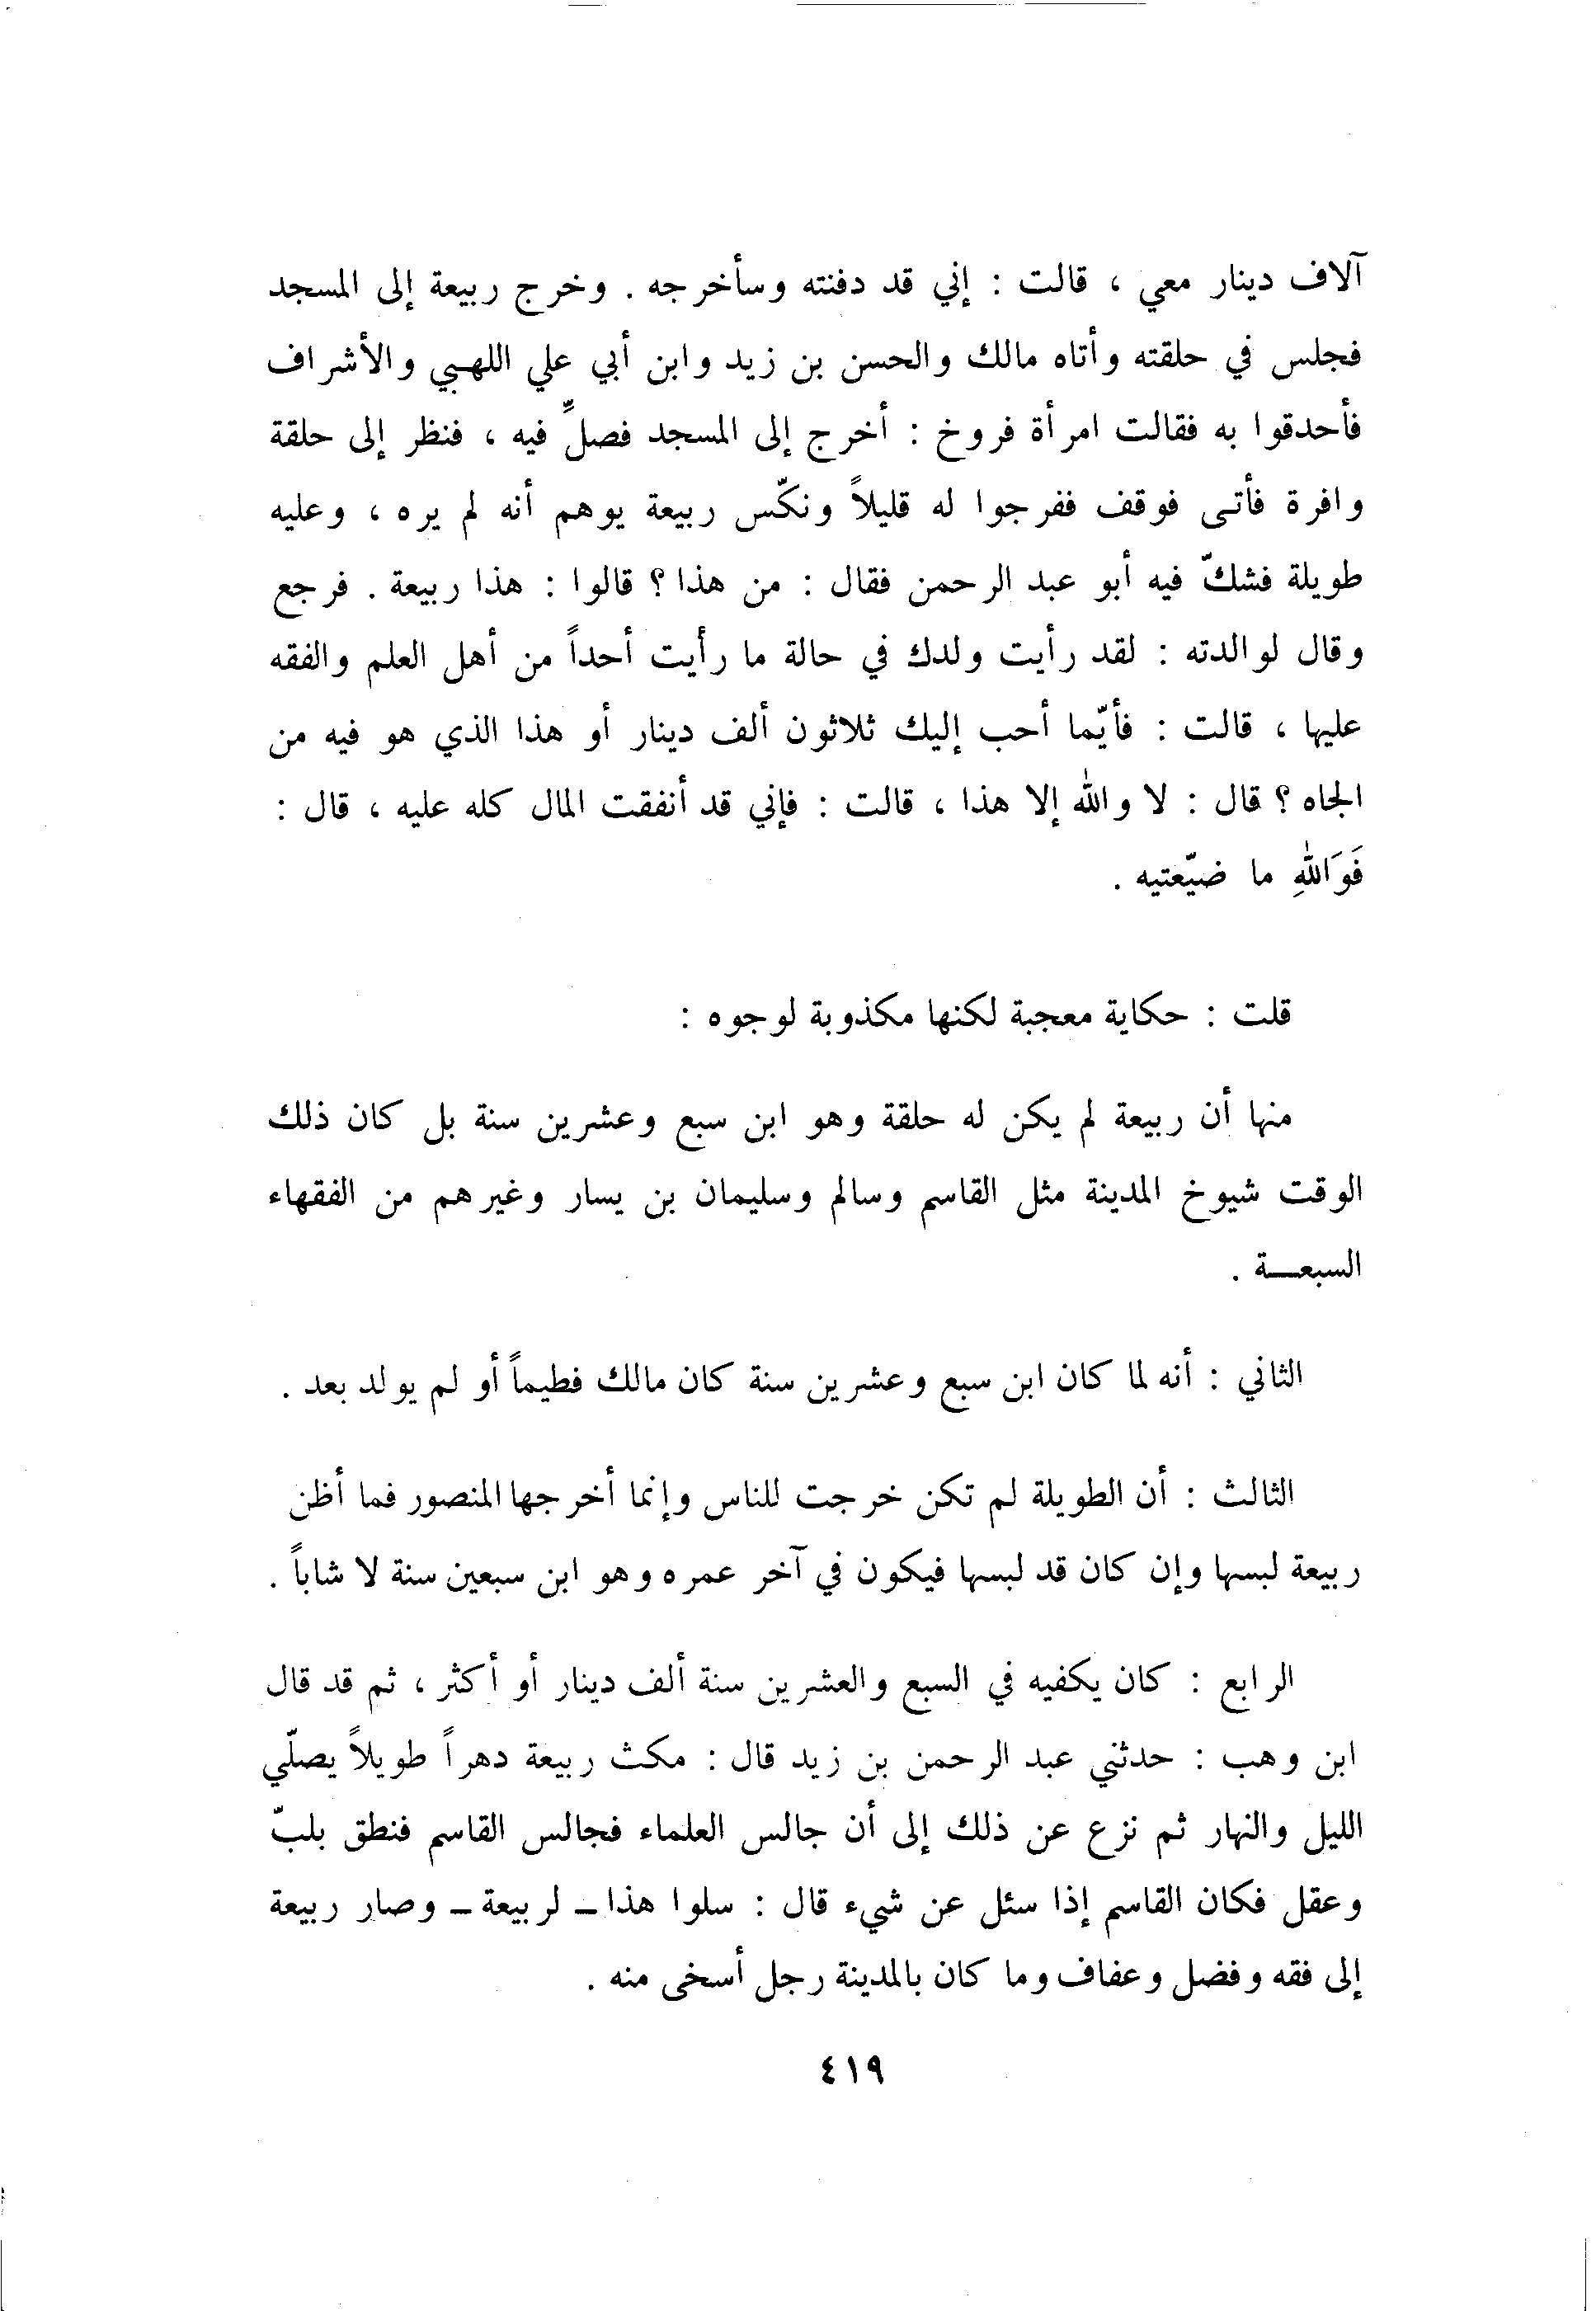 آلاف دينار معي ، قالت : إني قد دفنته وسأخرجه . وخرج ربيعة إلى المسجد
فجلس في حلقته وأتاه مالك والحسن بن زيد وابن أبي علي اللهبي والأشراف
فأحدقوا به فقالت امرأة فروخ : أخرج إلى المسجد فصلِّ فيه ، فنظر إلى حلقة
وافرة فأتى فوقف ففرجوا له قليلاً ونكّس ربيعة يوهم أنه لم يره ، وعليه
طويلة فشكّ فيه أبو عبد الرحمن فقال : من هذا ؟ قالوا : هذا ربيعة . فرجع
وقال لوالدته : لقد رأيت ولدك في حالة ما رأيت أحداً من أهل العلم والفقه
عليها ، قالت : فأيّما أحب إليك ثلاثون ألف دينار أو هذا الذي هو فيه من
الجاه ؟ قال : لا والله إلا هذا ، قالت : فإني قد أنفقت المال كله عليه ، قال :
فَوَاللهِ ما ضيّعتيه .
قلت : حكاية معجبة لكنها مكذوبة لوجوه :
منها أن ربيعة لم يكن له حلقة وهو ابن سبع وعشرين سنة بل كان ذلك
الوقت شيوخ المدينة مثل القاسم وسالم وسليمان بن يسار وغيرهم من الفقهاء
السبعـــة .
الثاني : أنه لما كان ابن سبع وعشرين سنة كان مالك فطيماً أو لم يولد بعد .
الثالث : أن الطويلة لم تكن خرجت للناس وإنما أخرجها المنصور فما أظن
ربيعة لبسها وإن كان قد لبسها فيكون في آخر عمره وهو ابن سبعين سنة لا شاباً .
الرابع : كان يكفيه في السبع والعشرين سنة ألف دينار أو أكثر ، ثم قد قال
ابن وهب : حدثني عبد الرحمن بن زيد قال : مكث ربيعة دهراً طويلاً يصلّي
الليل والنهار ثم نزع عن ذلك إلى أن جالس العلماء فجالس القاسم فنطق بلبّ
وعقل فكان القاسم إذا سئل عن شيء قال : سلوا هذا – لربيعة – وصار ربيعة
إلى فقه وفضل وعفاف وما كان بالمدينة رجل أسخى منه .
٤١٩